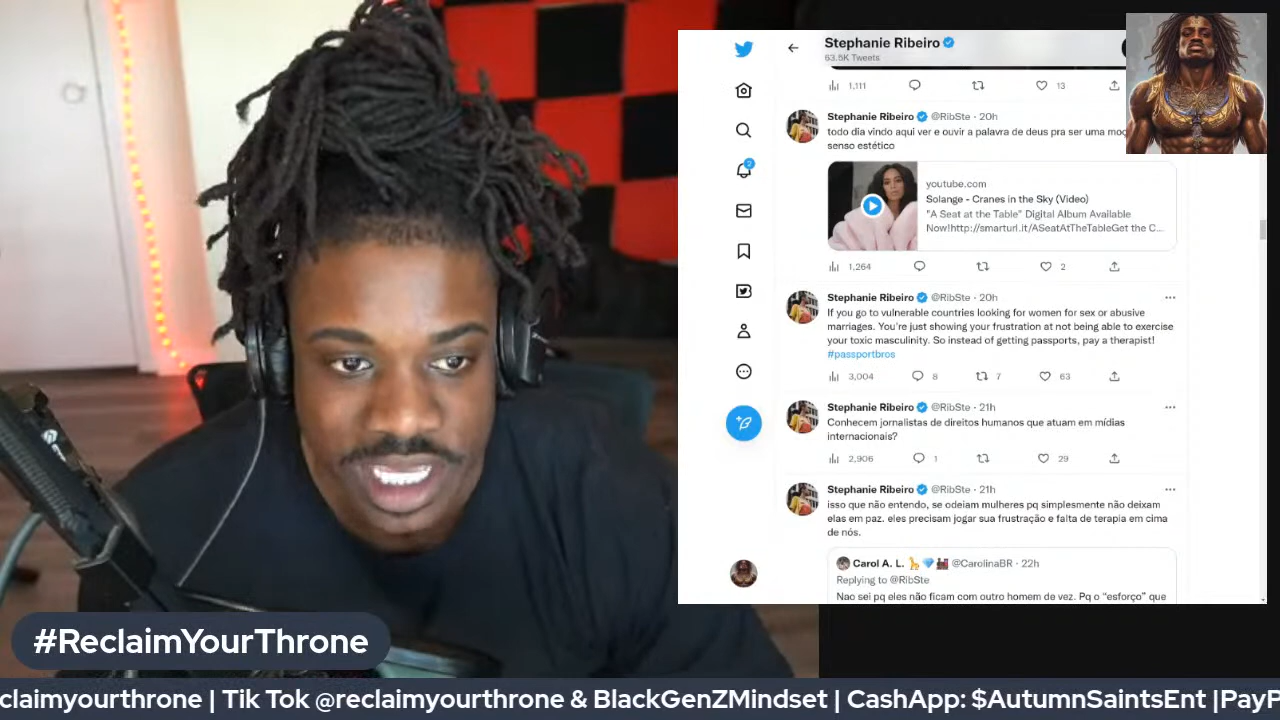 Stephanie Ribeiro
63.5K Tweets
1,111
13
Stephanie Ribeiro @RibSte · 20h
todo dia vindo aqui ver e ouvir a palavra de deus pra ser uma
senso estético
youtube.com
Solange - Cranes in the Sky (Video)
"A Seat at the Table" Digital Album Available
Now!http://smarturl.it/ASeatAtTheTableGet the C...
1,264
2
Stephanie Ribeiro @RibSte · 20h
If you go to vulnerable countries looking for women for sex or abusive
marriages. You're just showing your frustration at not being able to exercise
your toxic masculinity. So instead of getting passports, pay a therapist!
#passportbros
3,004
8
7
63
Stephanie Ribeiro @RibSte · 21h
Conhecem jornalistas de direitos humanos que atuam em mídias
internacionais?
2,906
1
29
Stephanie Ribeiro @RibSte · 21h
isso que não entendo, se odeiam mulheres pq simplesmente não deixam
elas em paz. eles precisam jogar sua frustração e falta de terapia em cima
de nós.
Carol A. L. @CarolinaBR · 22h
Replying to @RibSte
Nao sei pq eles não ficam com outro homem de vez. Pq o "esforço" que
2
#ReclaimYourThrone
claimyourthrone | Tik Tok @reclaimyourthrone & BlackGenZMindset | CashApp: $AutumnSaintsEnt |PayP